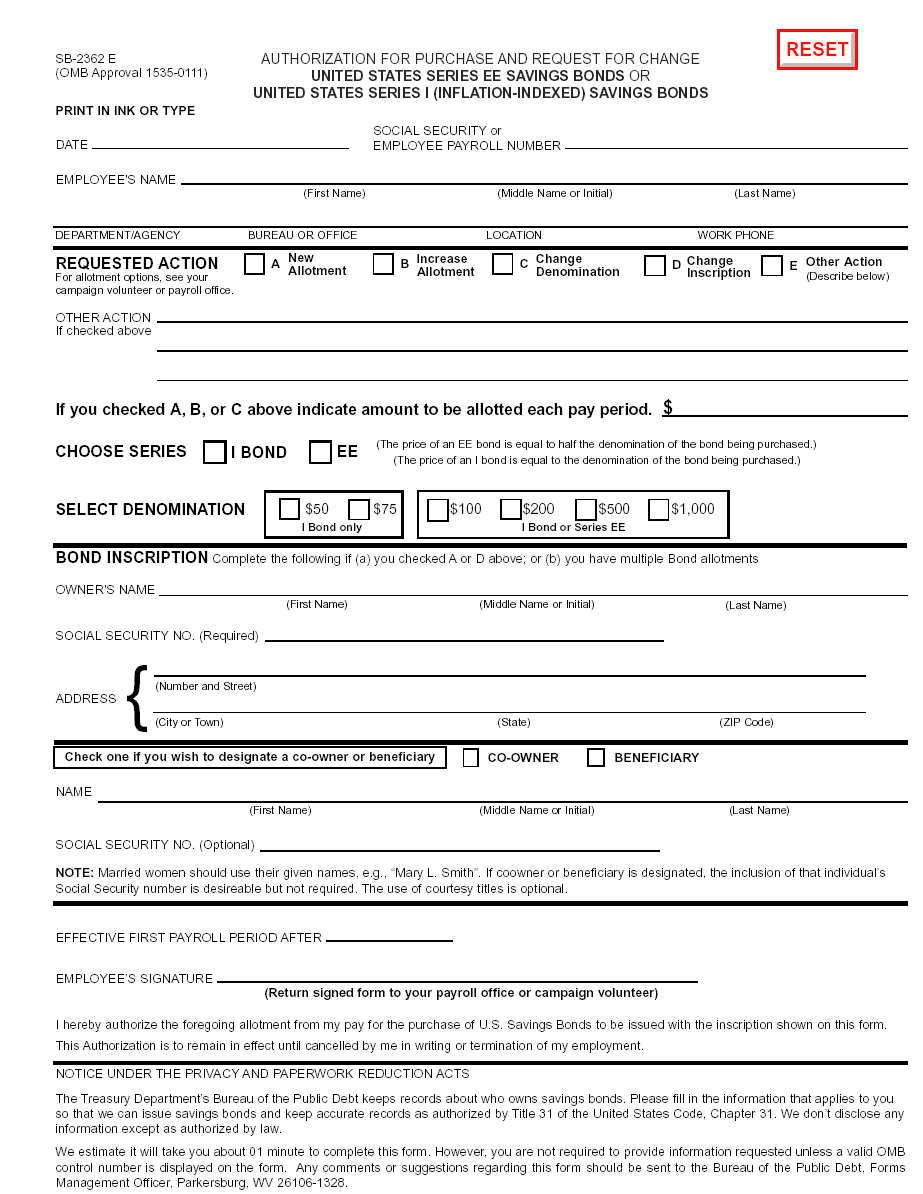 RESET
SB-2362 E
(OMB Approval 1535-0111)
AUTHORIZATION FOR PURCHASE AND REQUEST FOR CHANGE
UNITED STATES SERIES EE SAVINGS BONDS OR
UNITED STATES SERIES I (INFLATION-INDEXED) SAVINGS BONDS
PRINT IN INK OR TYPE
DATE
SOCIAL SECURITY or
EMPLOYEE PAYROLL NUMBER
EMPLOYEE'S NAME
(First Name) (Middle Name or Initial) (Last Name)
DEPARTMENT/AGENCY BUREAU OR OFFICE LOCATION WORK PHONE
REQUESTED ACTION
For allotment options, see your
campaign volunteer or payroll office.
A New
Allotment
B Increase
Allotment
C Change
Denomination
D Change
Inscription
E Other Action
(Describe below)
OTHER ACTION
If checked above
If you checked A, B, or C above indicate amount to be allotted each pay period. $
CHOOSE SERIES I BOND EE
(The price of an EE bond is equal to half the denomination of the bond being purchased.)
(The price of an I bond is equal to the denomination of the bond being purchased.)
SELECT DENOMINATION $50 $75 $100 $200 $500 $1,000
I Bond only I Bond or Series EE
BOND INSCRIPTION Complete the following if (a) you checked A or D above; or (b) you have multiple Bond allotments
OWNER'S NAME
(First Name) (Middle Name or Initial) (Last Name)
SOCIAL SECURITY NO. (Required)
ADDRESS
(Number and Street)
(City or Town) (State) (ZIP Code)
Check one if you wish to designate a co-owner or beneficiary CO-OWNER BENEFICIARY
NAME
(First Name) (Middle Name or Initial) (Last Name)
SOCIAL SECURITY NO. (Optional)
NOTE: Married women should use their given names, e.g., “Mary L. Smith”. If coowner or beneficiary is designated, the inclusion of that individual’s
Social Security number is desireable but not required. The use of courtesy titles is optional.
EFFECTIVE FIRST PAYROLL PERIOD AFTER
EMPLOYEE’S SIGNATURE
(Return signed form to your payroll office or campaign volunteer)
I hereby authorize the foregoing allotment from my pay for the purchase of U.S. Savings Bonds to be issued with the inscription shown on this form.
This Authorization is to remain in effect until cancelled by me in writing or termination of my employment.
NOTICE UNDER THE PRIVACY AND PAPERWORK REDUCTION ACTS
The Treasury Department’s Bureau of the Public Debt keeps records about who owns savings bonds. Please fill in the information that applies to you
so that we can issue savings bonds and keep accurate records as authorized by Title 31 of the United States Code, Chapter 31. We don’t disclose any
information except as authorized by law.
We estimate it will take you about 01 minute to complete this form. However, you are not required to provide information requested unless a valid OMB
control number is displayed on the form. Any comments or suggestions regarding this form should be sent to the Bureau of the Public Debt, Forms
Management Officer, Parkersburg, WV 26106-1328.